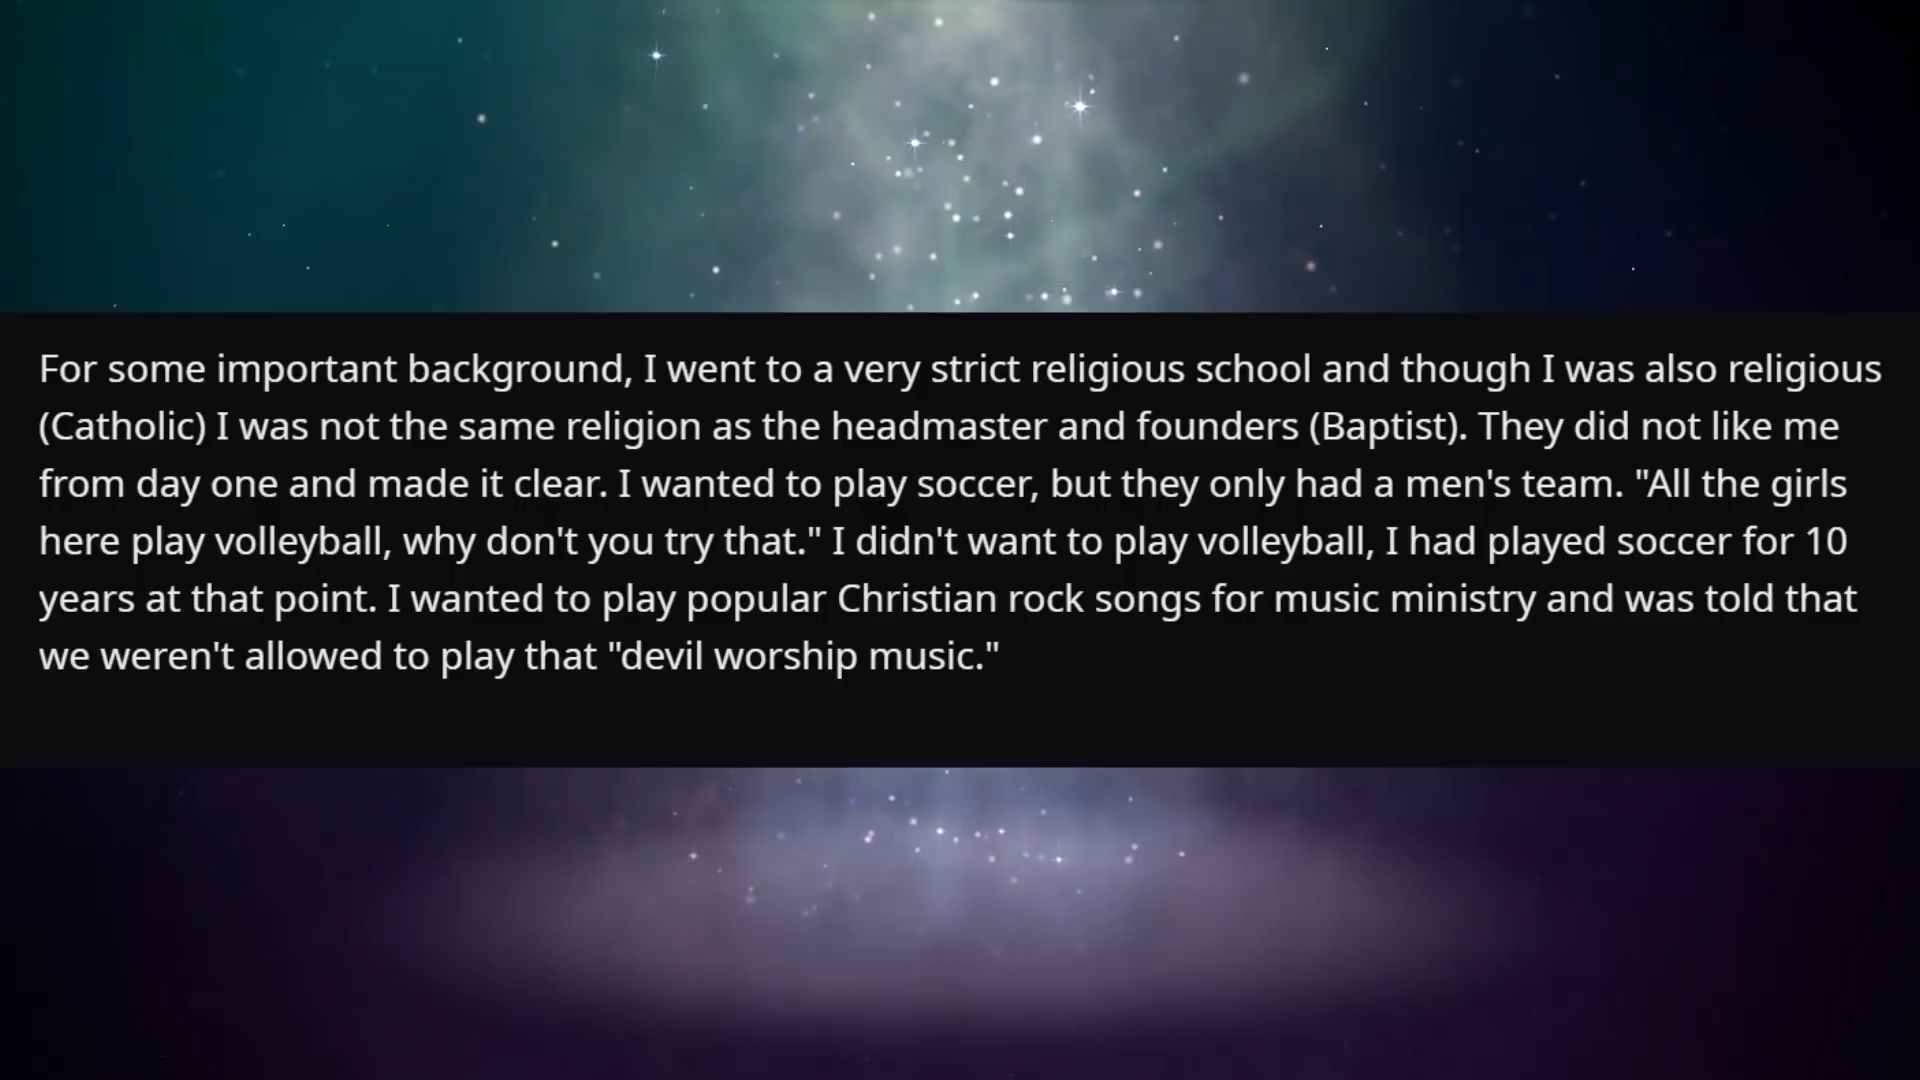 For some important background, I went to a very strict religious school and though I was also religious
(Catholic) I was not the same religion as the headmaster and founders (Baptist). They did not like me
from day one and made it clear. I wanted to play soccer, but they only had a men's team. "All the girls
here play volleyball, why don't you try that." I didn't want to play volleyball, I had played soccer for 10
years at that point. I wanted to play popular Christian rock songs for music ministry and was told that
we weren't allowed to play that "devil worship music."